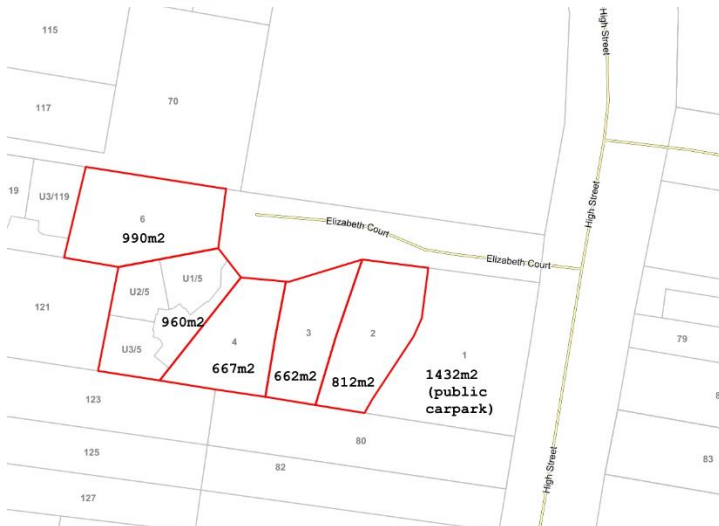 115
High Street
70
117
19
U3/119
6
990m2
High Street
Elizabeth Court
Elizabeth Court
U1/5
U2/5
121
960m2
3
2
4
U3/5
1
79
667m2
662m2
812m2
1432m2
(public
carpark)
123
80
125
82
83
High Street
127